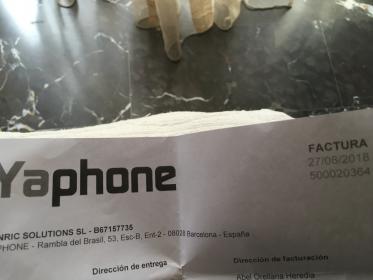 Yaphone
FACTURA
27/06/2018
500020364
NRIC SOLUTIONS SL - B67157735
PHONE - Rambla del Brasil, 53, Esc-B, Ent-2 - 08028 Barcelona - España
Dirección de entrega
Dirección de facturación
Abel Orellana Heredia